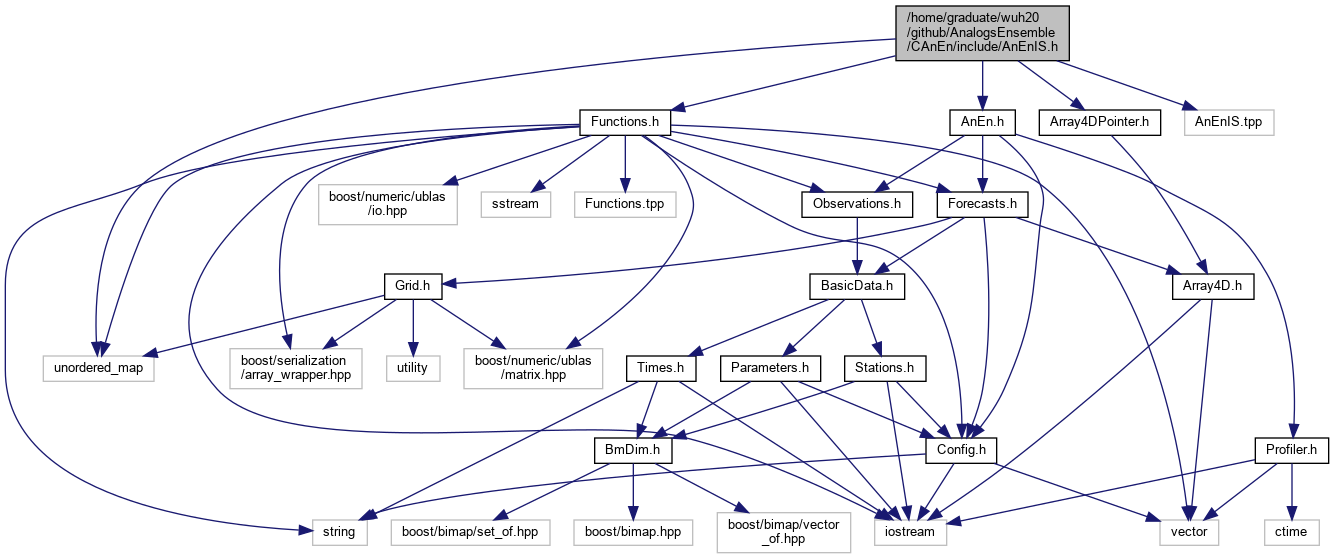 /home/graduate/wuh20
/github/AnalogsEnsemble
/CAnEn/include/AnEnIS.h
Functions.h
AnEn.h
Array4DPointer.h
AnEnIS.tpp
boost/numeric/ublas
/io.hpp
sstream
Functions.tpp
Observations.h
Forecasts.h
Grid.h
BasicData.h
Array4D.h
unordered_map
boost/serialization
/array_wrapper.hpp
utility
boost/numeric/ublas
/matrix.hpp
Times.h
Parameters.h
Stations.h
BmDim.h
Config.h
Profiler.h
string
boost/bimap/set_of.hpp
boost/bimap.hpp
boost/bimap/vector
_of.hpp
iostream
vector
ctime